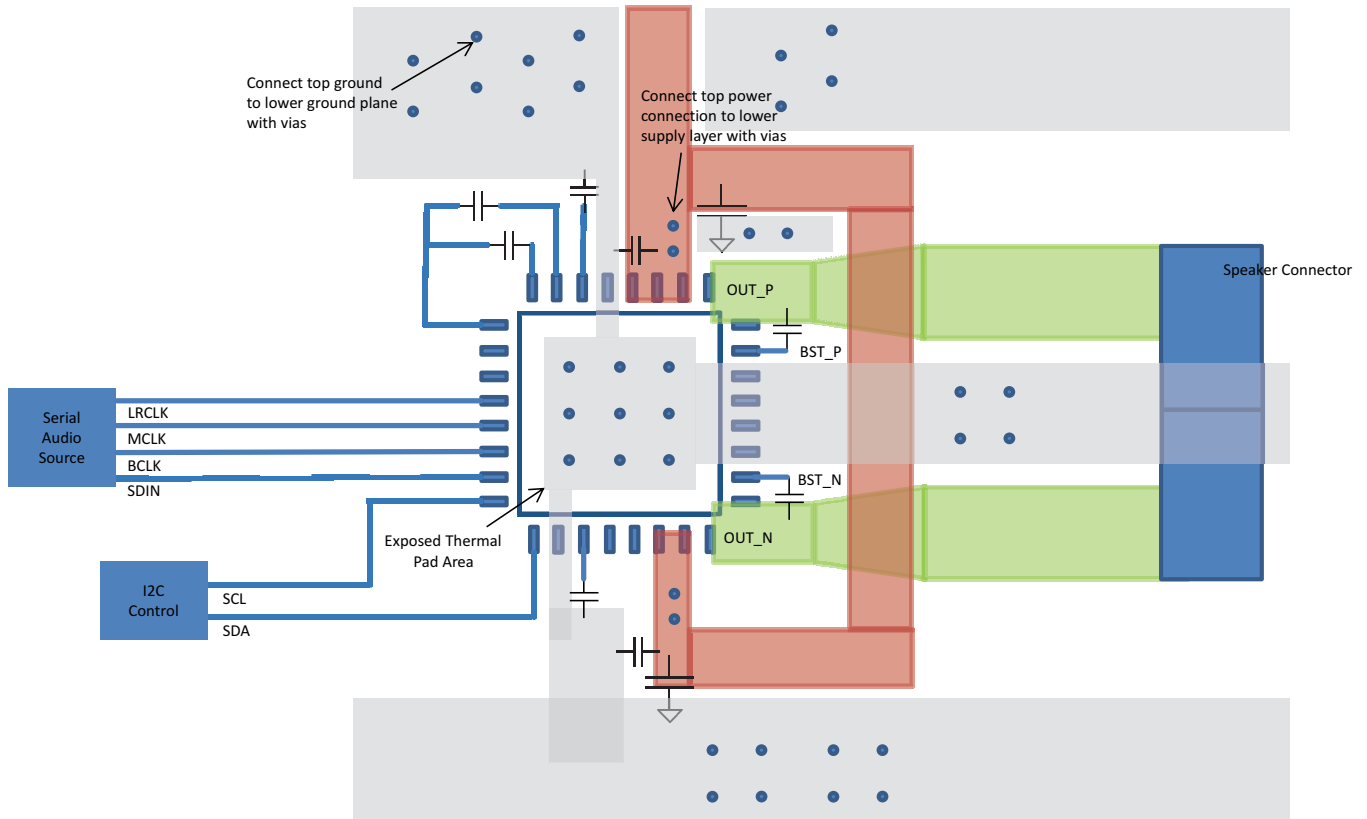 Connect top ground
to lower ground plane
with vias
Connect top power
connection to lower
supply layer with vias
Speaker Connector
OUT_P
BST_P
Serial
Audio
Source
LRCLK
MCLK
BCLK
SDIN
BST_N
OUT_N
Exposed Thermal
Pad Area
I2C
Control
SCL
SDA